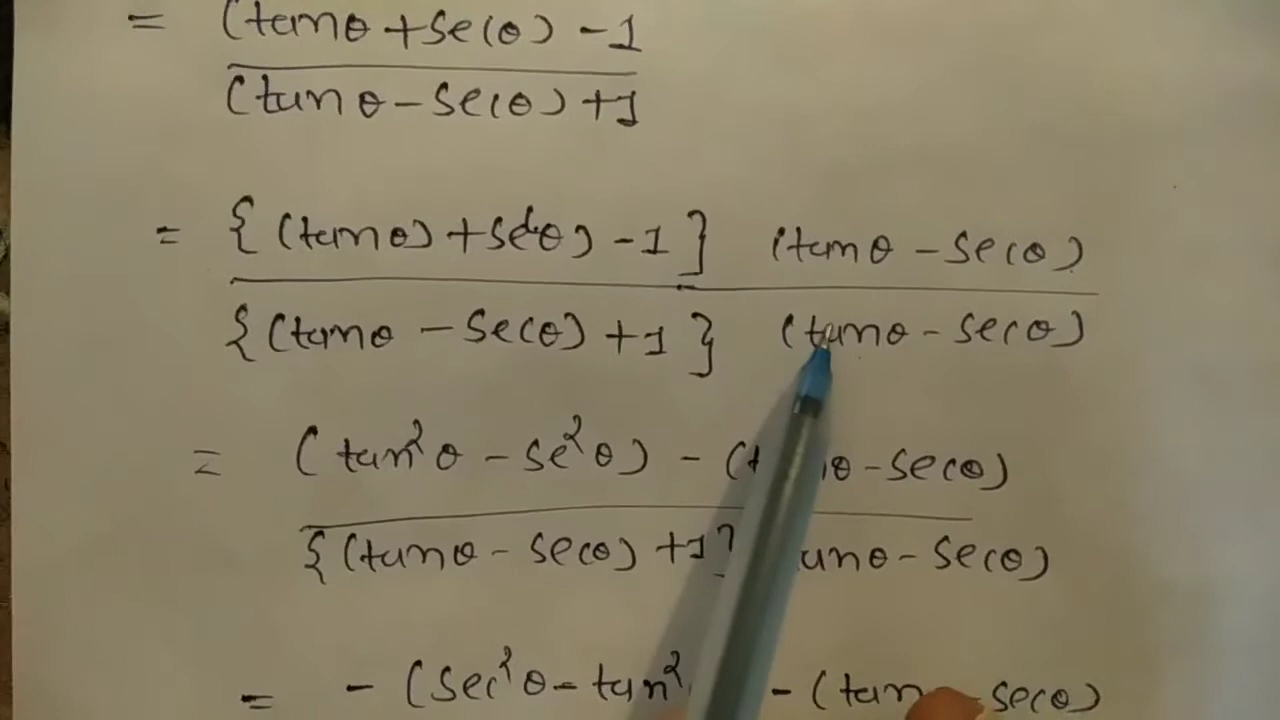 = (tanθ + secθ) - 1
(tanθ - secθ) + 1
= {(tanθ) + secθ) - 1} (tanθ - secθ)
{(tanθ - secθ) + 1} (tanθ - secθ)
= (tan²θ - sec²θ) - (tanθ - secθ)
{(tanθ - secθ) + 1} tanθ - secθ)
= - (sec²θ - tan² - (tan secθ)